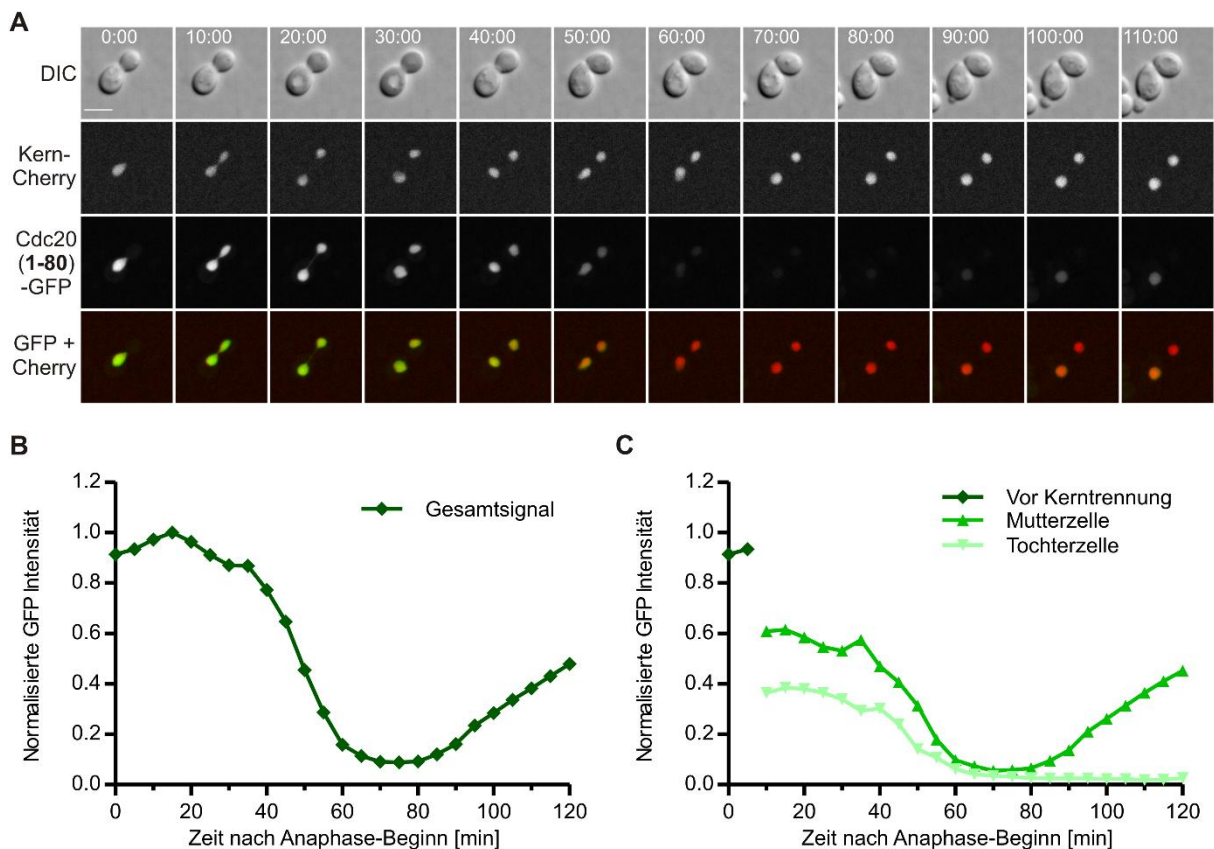 A
0:00 10:00 20:00 30:00 40:00 50:00 60:00 70:00 80:00 90:00 100:00 110:00
DIC
Kern-
Cherry
Cdc20
(1-80)
-GFP
GFP +
Cherry
B
Normalisierte GFP Intensität
1.2
1.0
0.8
0.6
0.4
0.2
0.0
Gesamtsignal
0 20 40 60 80 100 120
Zeit nach Anaphase-Beginn [min]
C
Normalisierte GFP Intensität
1.2
1.0
0.8
0.6
0.4
0.2
0.0
Vor Kerntrennung
Mutterzelle
Tochterzelle
0 20 40 60 80 100 120
Zeit nach Anaphase-Beginn [min]